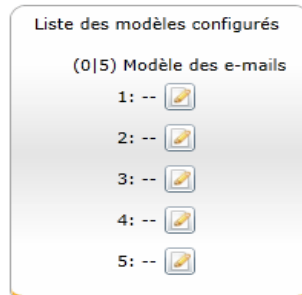 Liste des modèles configurés
(0|5) Modèle des e-mails
1: --
2: --
3: --
4: --
5: --